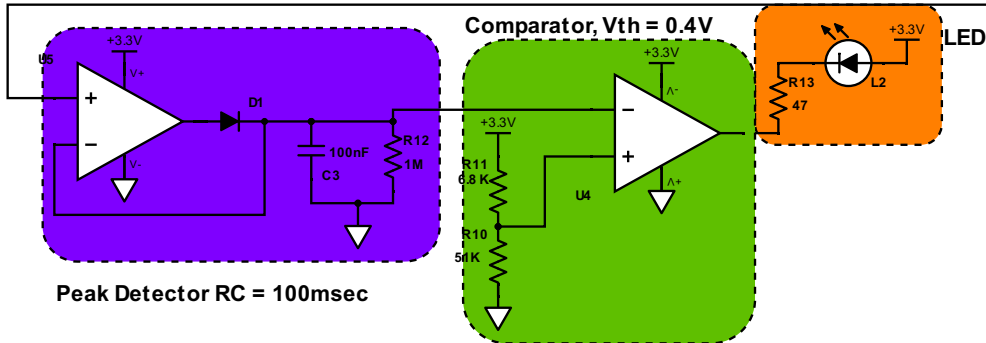 Comparator, Vth = 0.4V
LED
+3.3V
U5
V+
+
-
V-
D1
100nF
C3
R12
1M
Peak Detector RC = 100msec
+3.3V
R11
6.8 K
R10
51K
+3.3V
V-
-
+
V+
U4
R13
47
L2
+3.3V